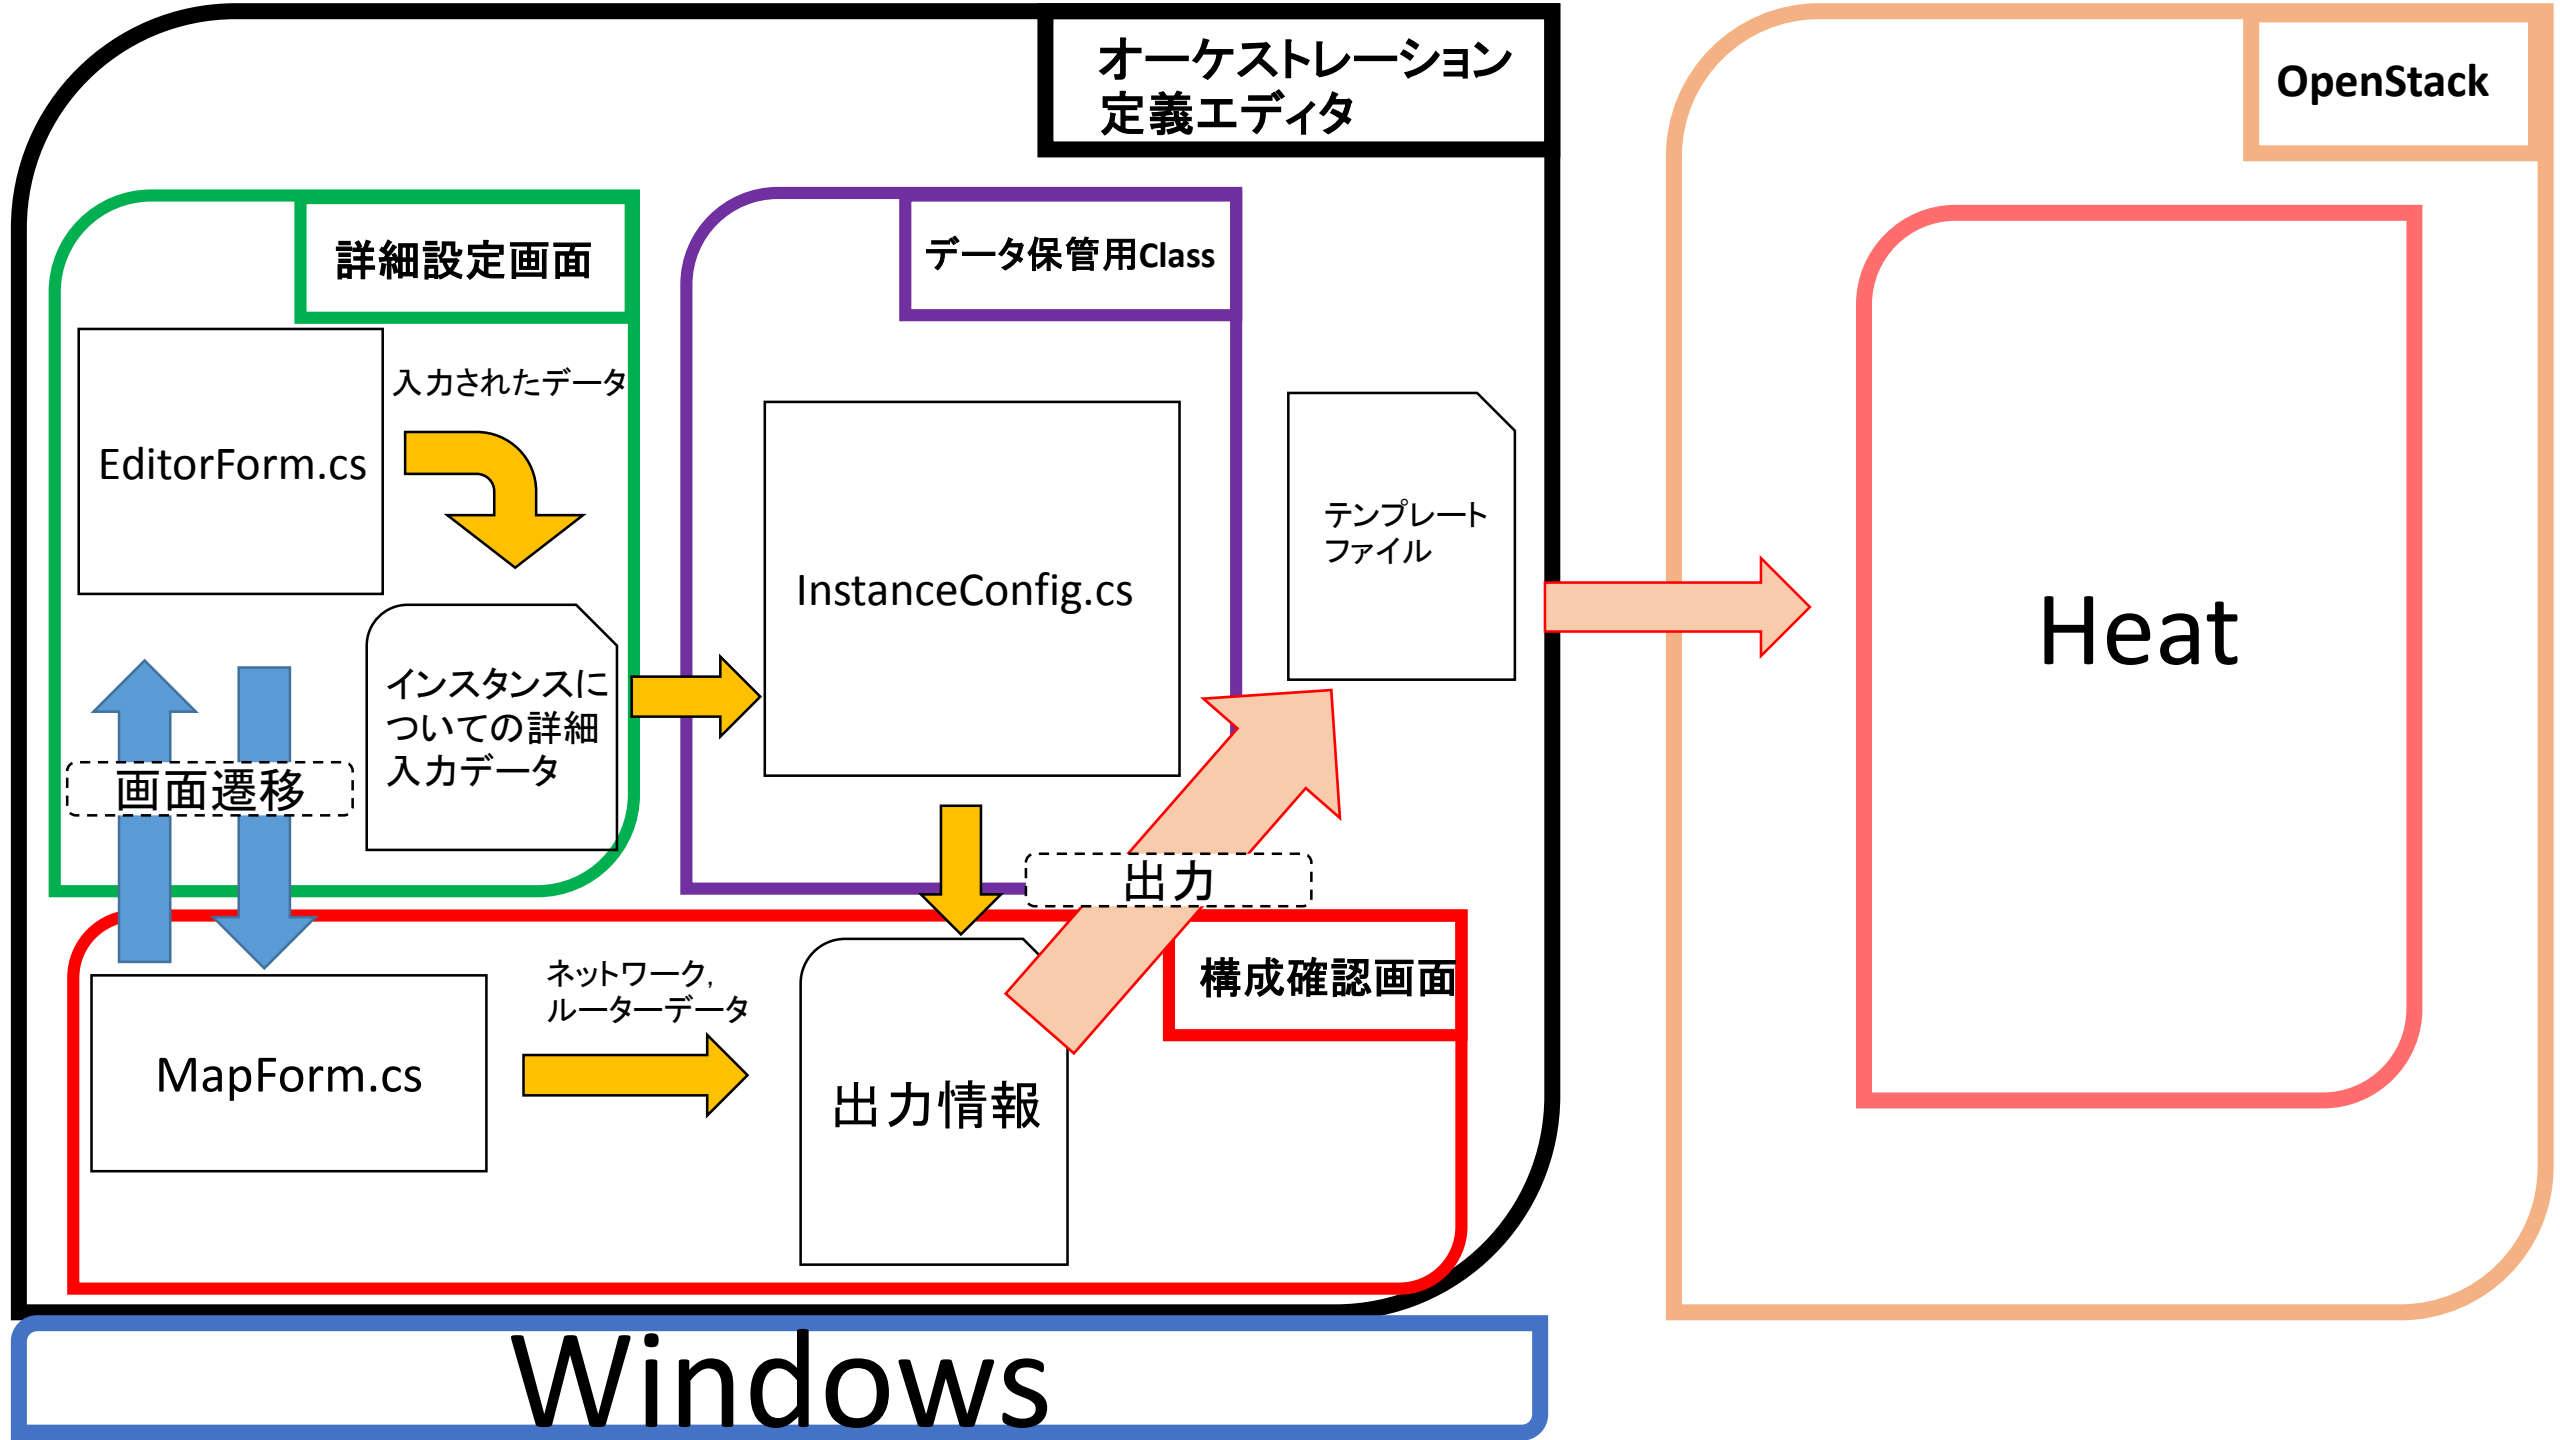 オーケストレーション
定義エディタ
OpenStack
詳細設定画面
データ保管用Class
入力されたデータ
EditorForm.cs
テンプレート
ファイル
InstanceConfig.cs
Heat
インスタンスに
ついての詳細
入力データ
画面遷移
出力
構成確認画面
ネットワーク,
ルーターデータ
MapForm.cs
出力情報
Windows